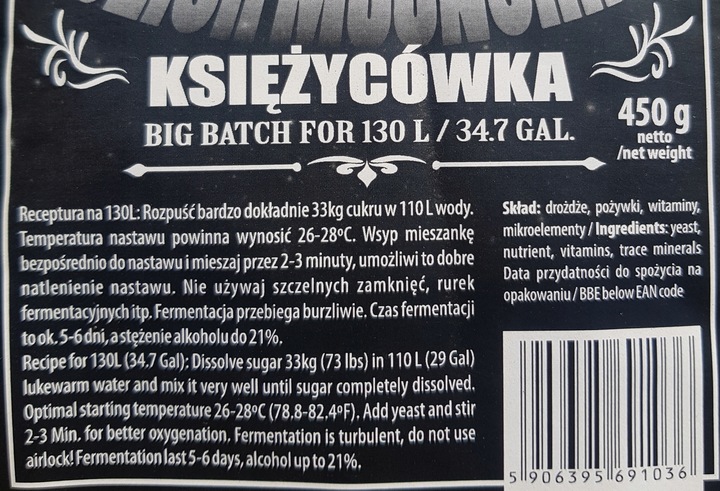 KSIĘŻYCÓWKA
BIG BATCH FOR 130 L / 34.7 GAL.
450 g
netto
/net weight
Receptura na 130L: Rozpuść bardzo dokładnie 33kg cukru w 110 L wody.
Temperatura nastawu powinna wynosić 26-28ºC. Wsyp mieszankę
bezpośrednio do nastawu i mieszaj przez 2-3 minuty, umożliwi to dobre
natlenienie nastawu. Nie używaj szczelnych zamknięć, rurek
fermentacyjnych itp. Fermentacja przebiega burzliwie. Czas fermentacji
to ok. 5-6 dni, a stężenie alkoholu do 21%.
Recipe for 130L (34.7 Gal): Dissolve sugar 33kg (73 lbs) in 110 L (29 Gal)
lukewarm water and mix it very well until sugar completely dissolved.
Optimal starting temperature 26-28ºC (78.8-82.4ºF). Add yeast and stir
2-3 Min. for better oxygenation. Fermentation is turbulent, do not use
airlock! Fermentation last 5-6 days, alcohol up to 21%.
Skład: drożdże, pożywki, witaminy,
mikroelementy / Ingredients: yeast,
nutrient, vitamins, trace minerals
Data przydatności do spożycia na
opakowaniu / BBE below EAN code
5 906395 691036